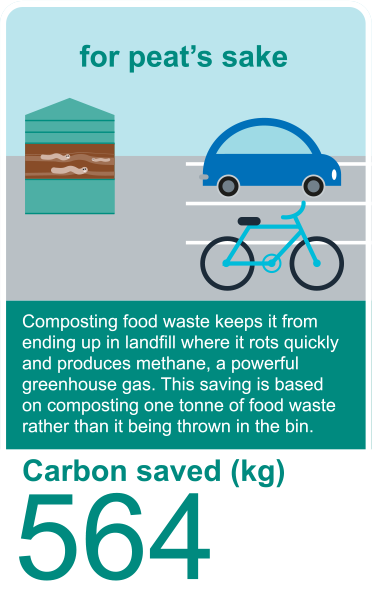 for peat’s sake
Composting food waste keeps it from
ending up in landfill where it rots quickly
and produces methane, a powerful
greenhouse gas. This saving is based
on composting one tonne of food waste
rather than it being thrown in the bin.
Carbon saved (kg)
564